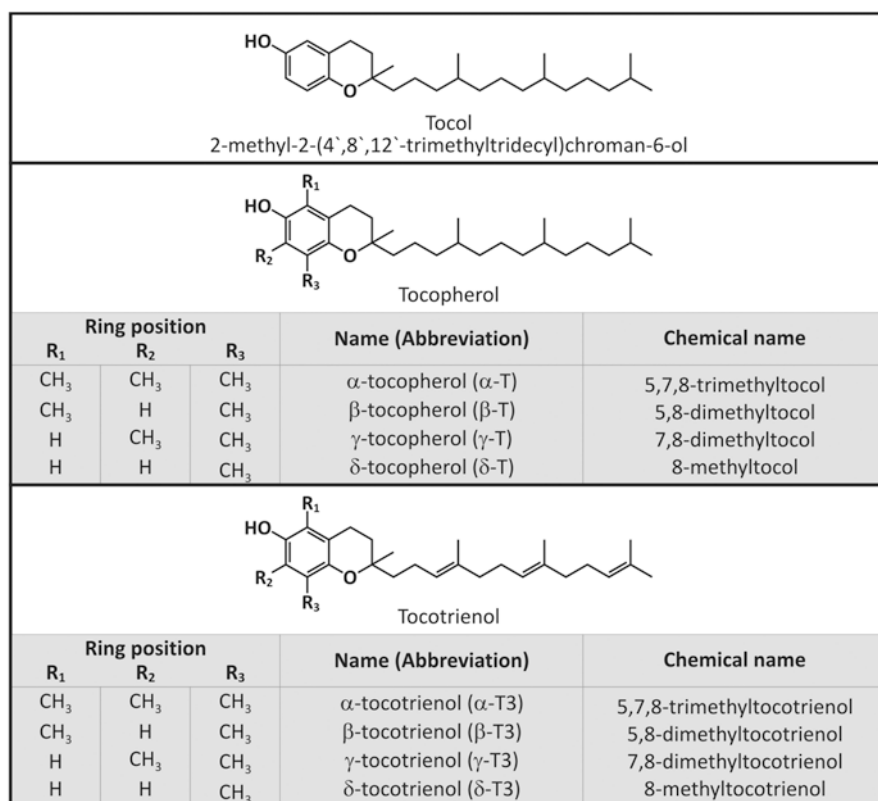 HO
O
Tocol
2-methyl-2-(4`,8`,12`-trimethyltridecyl)chroman-6-ol
R₁
HO
R₂
O
R₃
Tocopherol
Ring position Name (Abbreviation) Chemical name
R₁ R₂ R₃
CH₃ CH₃ CH₃ α-tocopherol (α-T) 5,7,8-trimethyltocol
CH₃ H CH₃ β-tocopherol (β-T) 5,8-dimethyltocol
H CH₃ CH₃ γ-tocopherol (γ-T) 7,8-dimethyltocol
H H CH₃ δ-tocopherol (δ-T) 8-methyltocol
R₁
HO
R₂
O
R₃
Tocotrienol
Ring position Name (Abbreviation) Chemical name
R₁ R₂ R₃
CH₃ CH₃ CH₃ α-tocotrienol (α-T3) 5,7,8-trimethyltocotrienol
CH₃ H CH₃ β-tocotrienol (β-T3) 5,8-dimethyltocotrienol
H CH₃ CH₃ γ-tocotrienol (γ-T3) 7,8-dimethyltocotrienol
H H CH₃ δ-tocotrienol (δ-T3) 8-methyltocotrienol